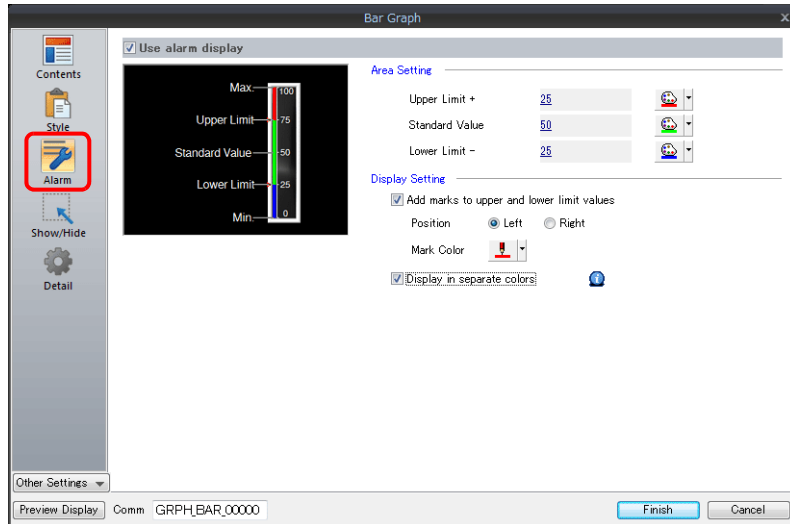 Bar Graph
x
Contents
Style
Alarm
Show/Hide
Detail
Other Settings
Use alarm display
Max.
100
Upper Limit
75
Standard Value
50
Lower Limit
25
Min.
0
Area Setting
Upper Limit + 25
Standard Value 50
Lower Limit - 25
Display Setting
Add marks to upper and lower limit values
Position Left Right
Mark Color
Display in separate colors
Preview Display Comm GRPH_BAR_00000 Finish Cancel